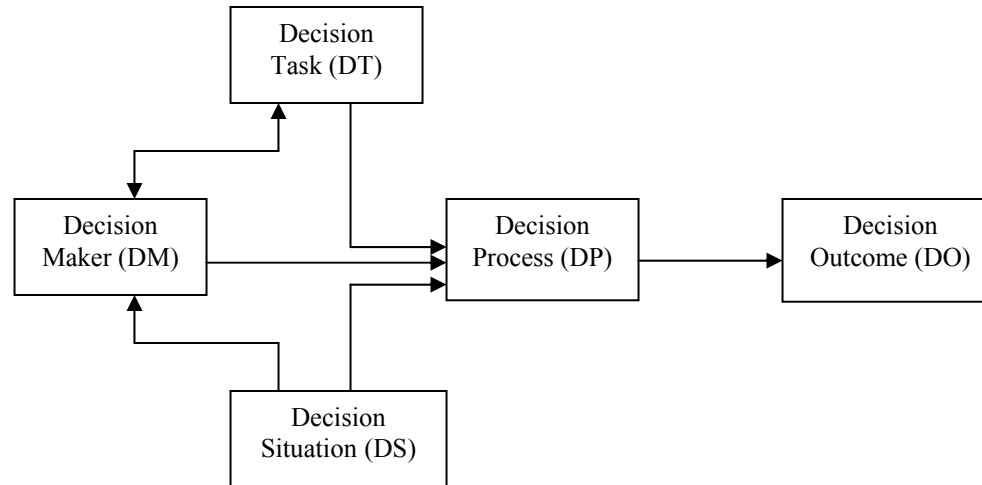 Decision
Task (DT)
Decision
Maker (DM)
Decision
Process (DP)
Decision
Outcome (DO)
Decision
Situation (DS)